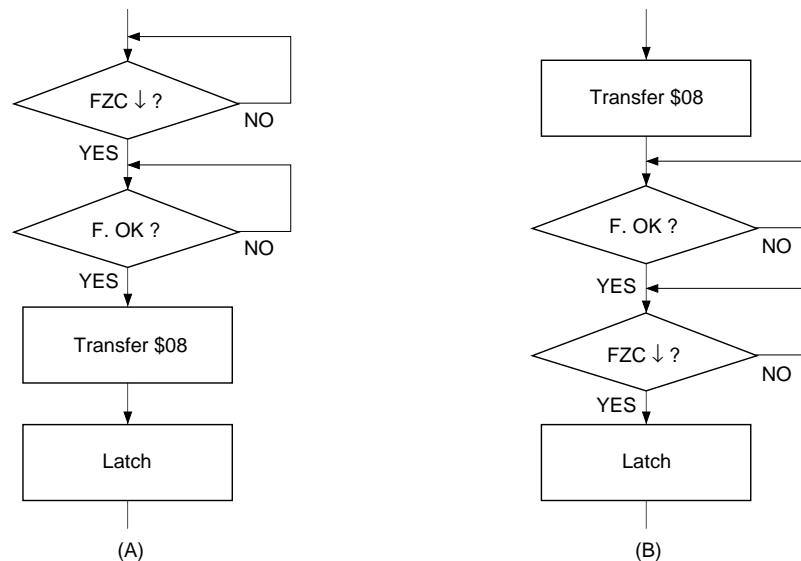 FZC ↓ ?
NO
YES
F. OK ?
NO
YES
Transfer $08
Latch
(A)
Transfer $08
F. OK ?
NO
YES
FZC ↓ ?
NO
YES
Latch
(B)